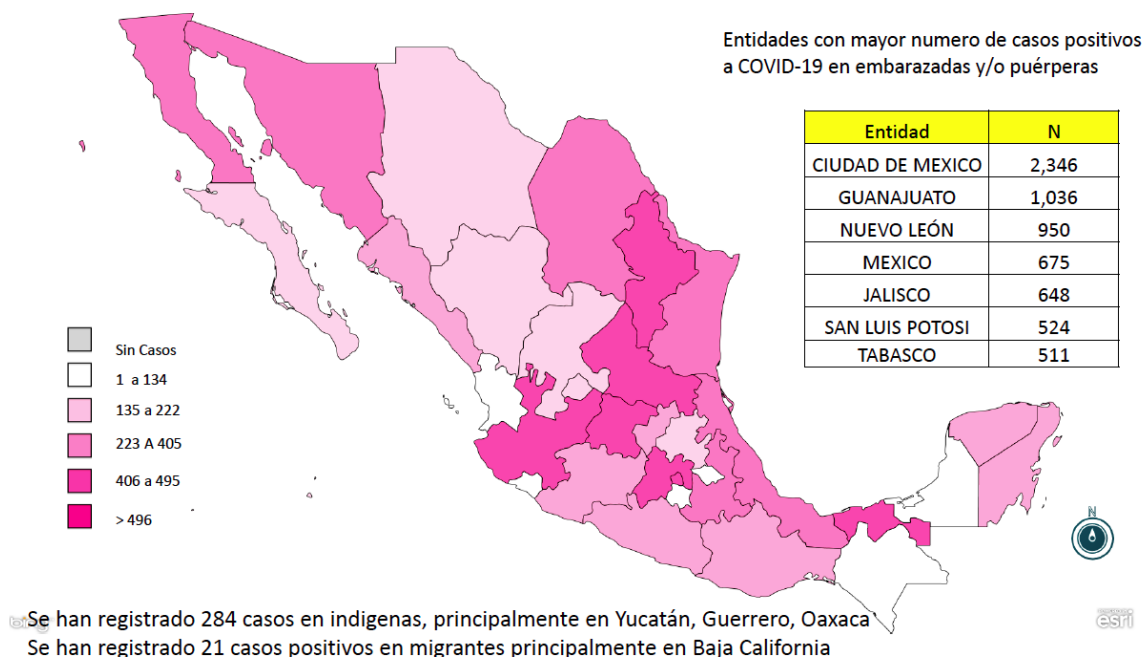 Entidades con mayor numero de casos positivos
a COVID-19 en embarazadas y/o puérperas
Entidad N
CIUDAD DE MEXICO 2,346
GUANAJUATO 1,036
NUEVO LEÓN 950
MEXICO 675
JALISCO 648
SAN LUIS POTOSI 524
TABASCO 511
Sin Casos
1 a 134
135 a 222
223 A 405
406 a 495
> 496
N
bing
esri
Se han registrado 284 casos en indigenas, principalmente en Yucatán, Guerrero, Oaxaca
Se han registrado 21 casos positivos en migrantes principalmente en Baja California